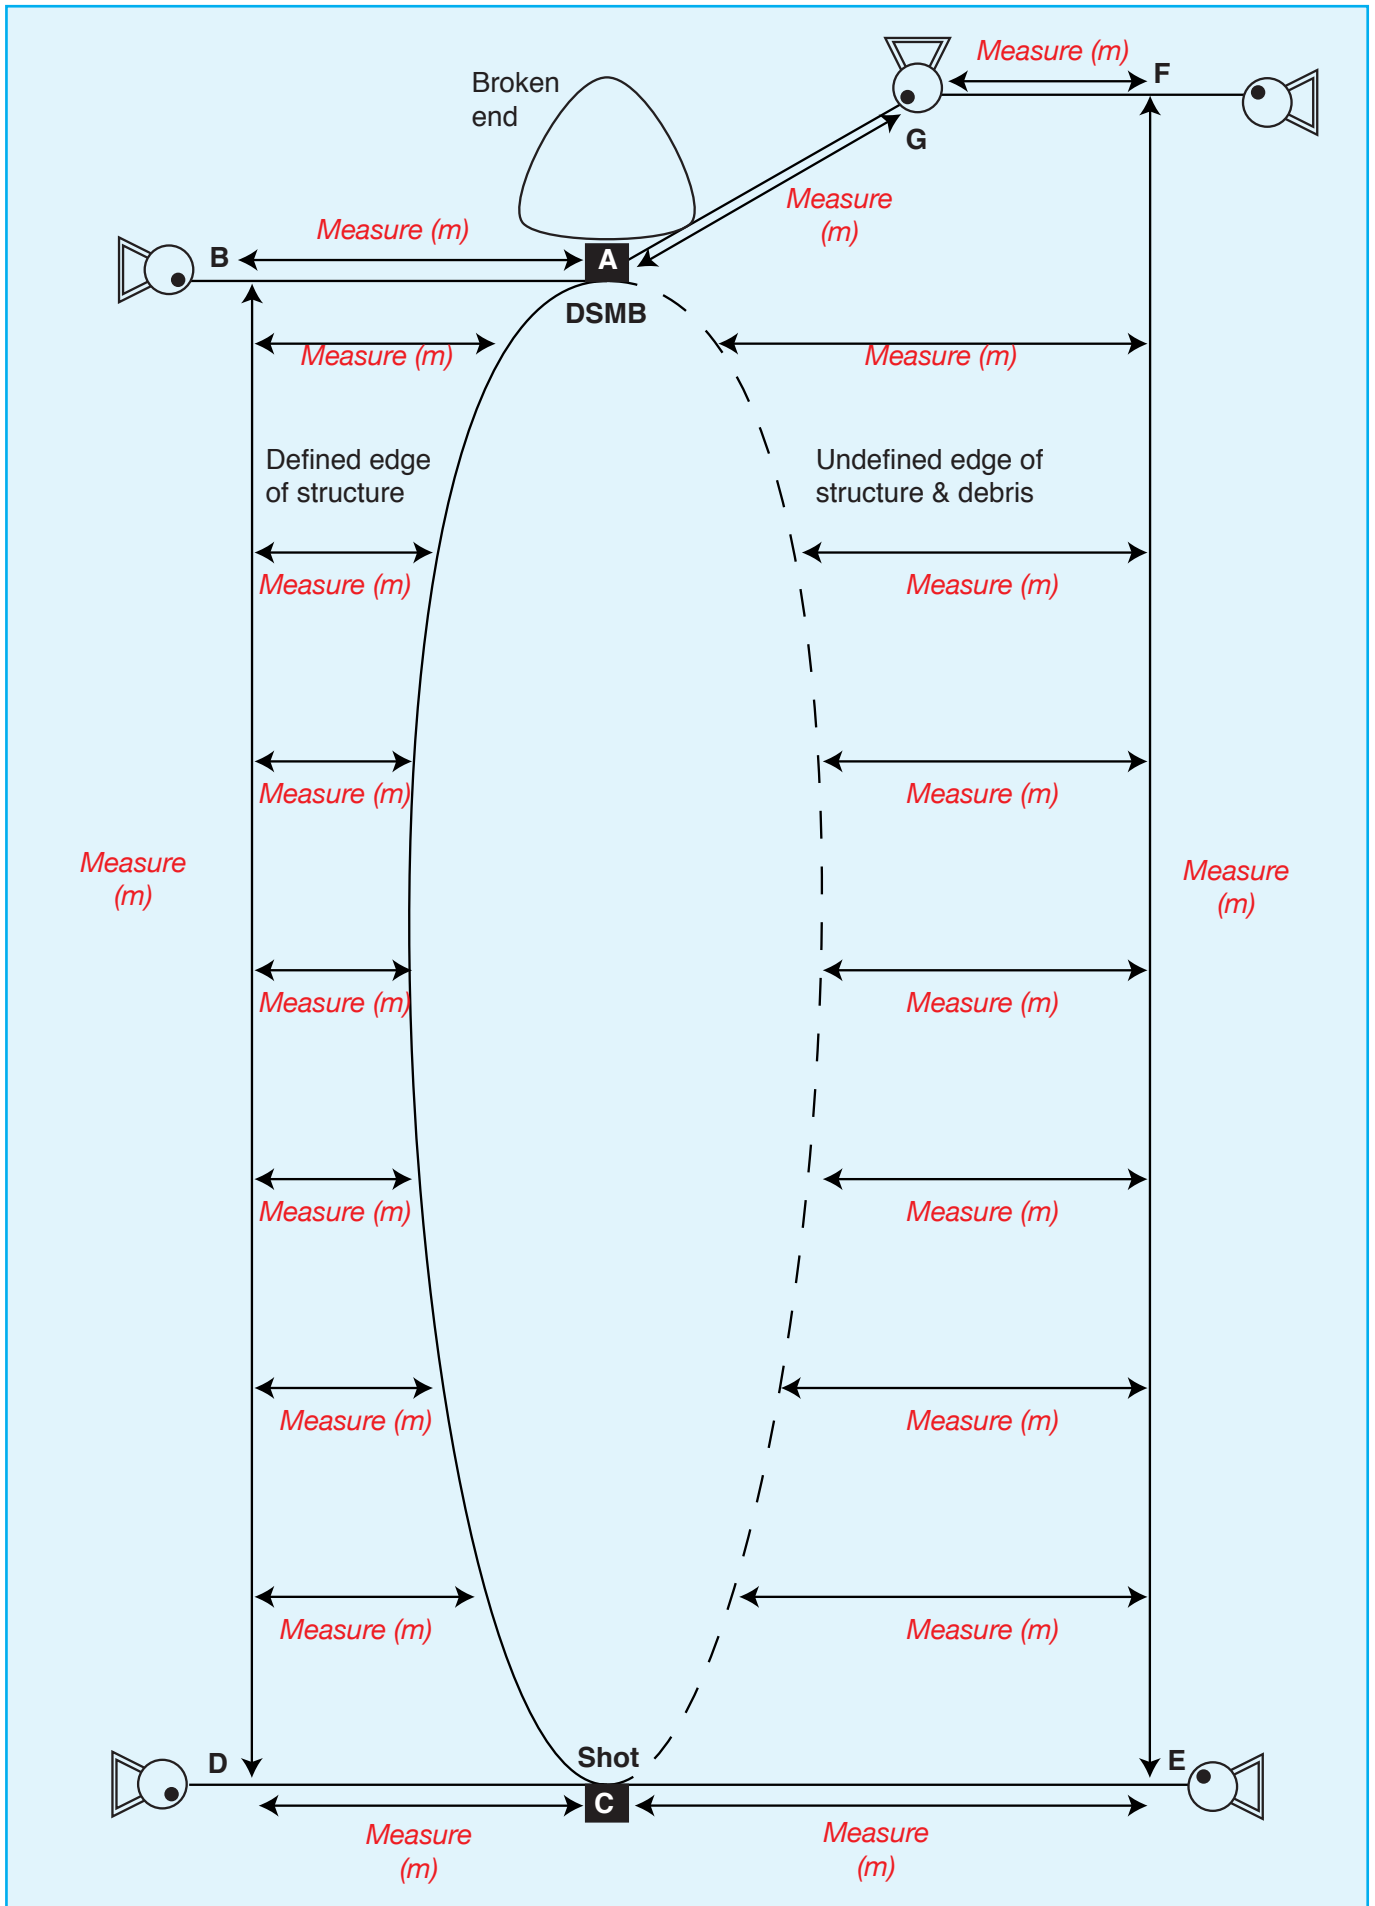 Measure (m)
F
Broken
end
G
Measure
(m)
Measure (m)
B
A
DSMB
Measure (m)
Measure (m)
Defined edge
of structure
Undefined edge of
structure & debris
Measure (m)
Measure (m)
Measure (m)
Measure (m)
Measure
(m)
Measure
(m)
Measure (m)
Measure (m)
Measure (m)
Measure (m)
Measure (m)
Measure (m)
Measure (m)
Measure (m)
D
Shot
E
C
Measure
(m)
Measure
(m)